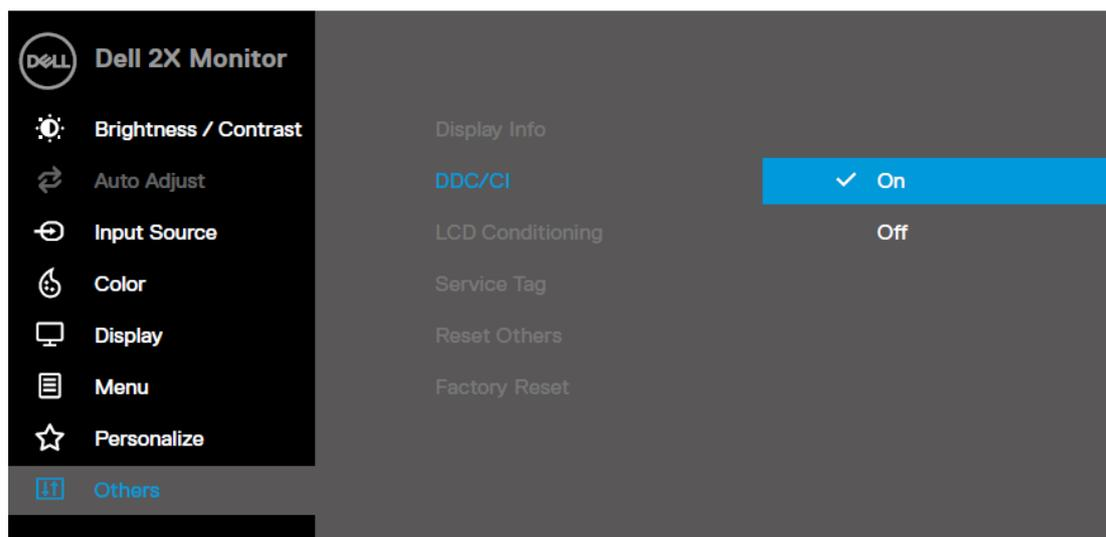 DELL
Dell 2X Monitor
Brightness / Contrast
Auto Adjust
Input Source
Color
Display
Menu
Personalize
Others
Display Info
DDC/CI
LCD Conditioning
Service Tag
Reset Others
Factory Reset
On
Off